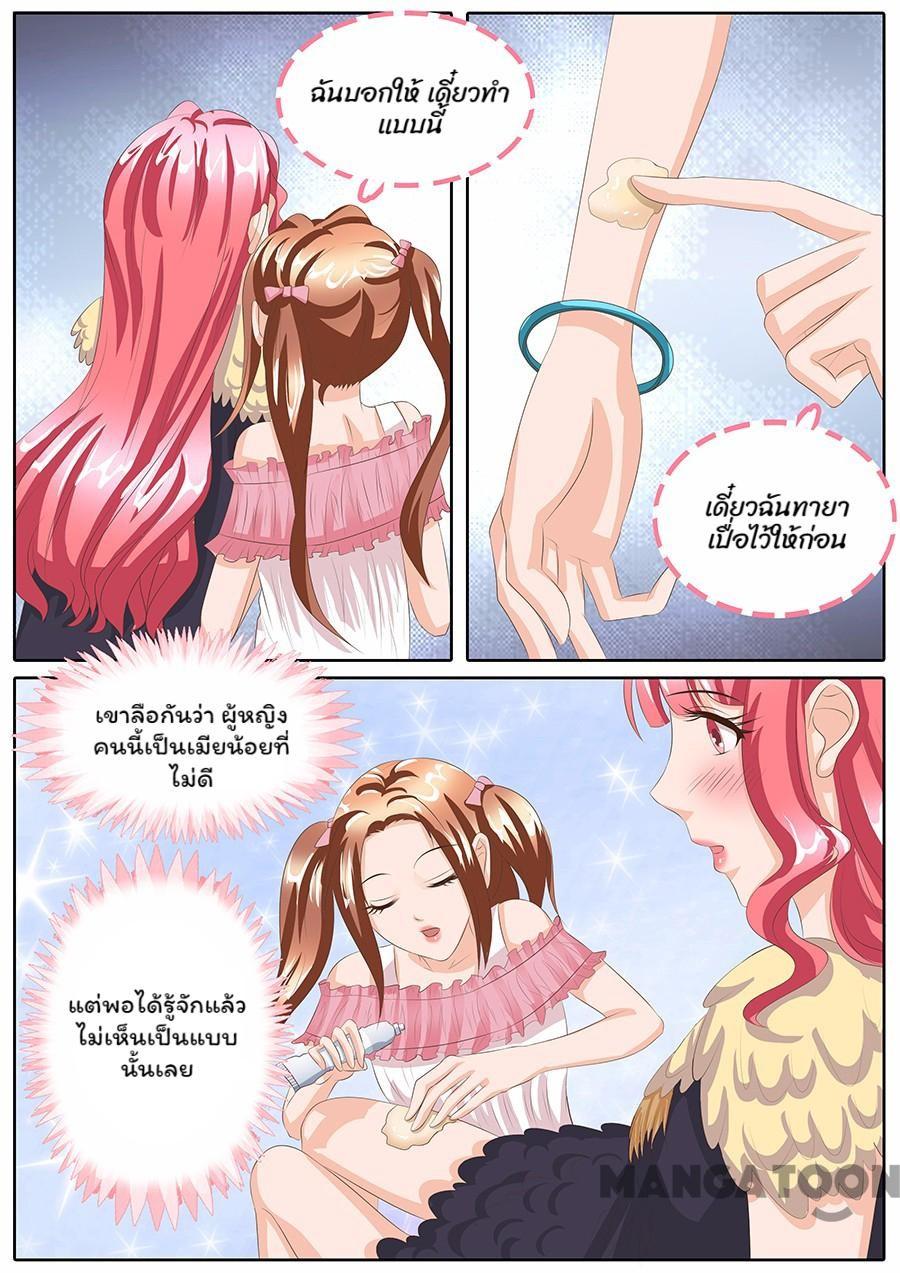 ฉันบอกให้ เดี๋ยวทำ
แบบนี้
เดี๋ยวฉันทายา
เปื่อไว้ให้ก่อน
เขาลือกันว่า ผู้หญิง
คนนี้เป็นเมียน้อยที่
ไม่ดี
แต่พอได้รู้จักแล้ว
ไม่เห็นเป็นแบบ
นั้นเลย
MANGATOON